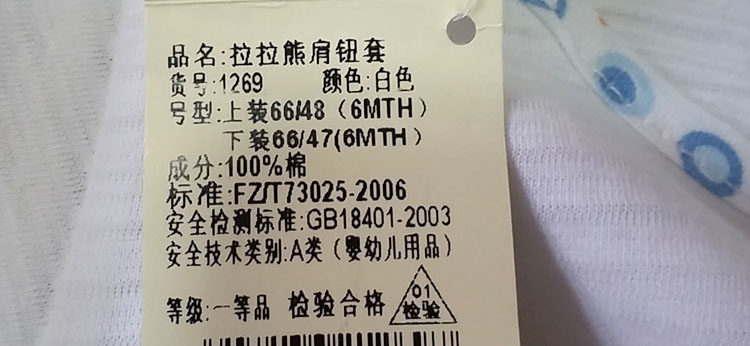 品名:拉拉熊肩钮套
货号:1269 颜色:白色
号型:上装66/48（6MTH）
下装66/47(6MTH）
成分:100%棉
标准:FZ/T73025-2006
安全检测标准:GB18401-2003
安全技术类别:A类（婴幼儿用品）
等级:一等品 检验合格 01
检验